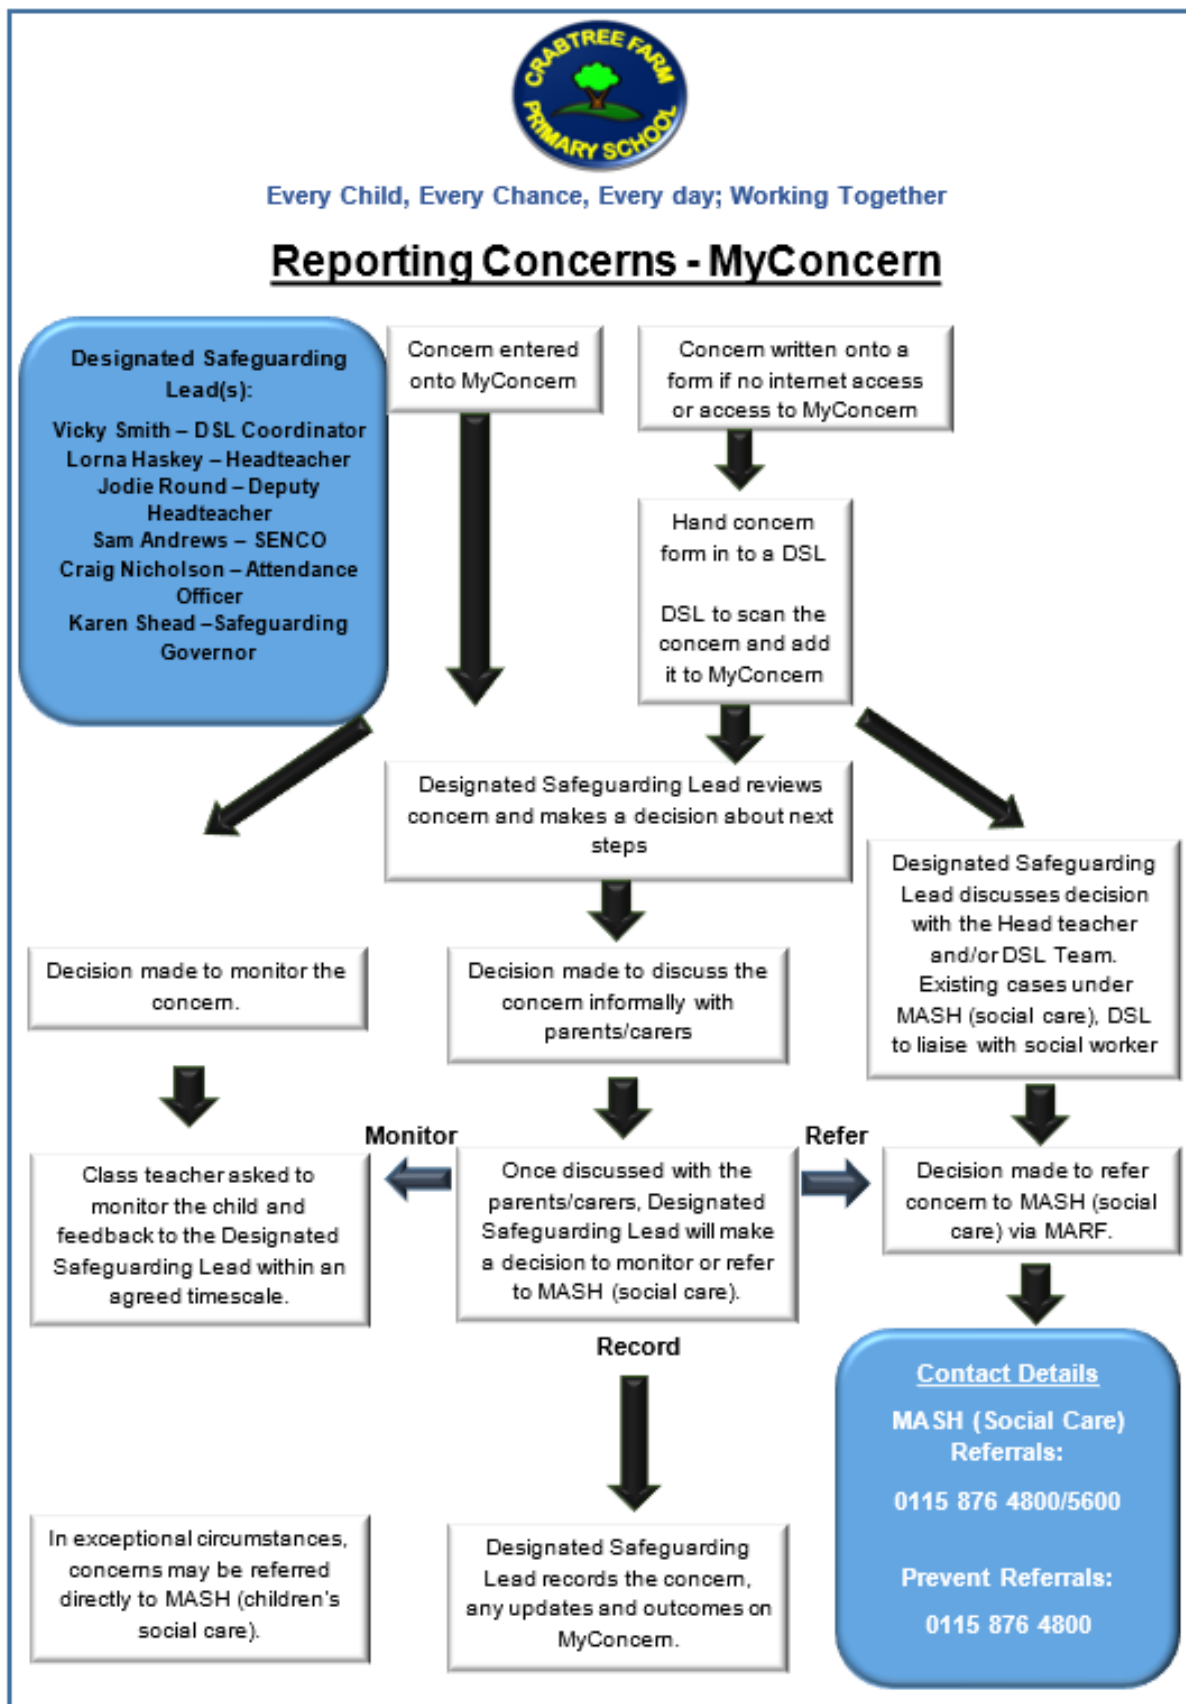 CRABTREE FARM
PRIMARY SCHOOL
Every Child, Every Chance, Every day; Working Together
Reporting Concerns - MyConcern
Designated Safeguarding
Lead(s):
Vicky Smith – DSL Coordinator
Lorna Haskey – Headteacher
Jodie Round – Deputy
Headteacher
Sam Andrews – SENCO
Craig Nicholson – Attendance
Officer
Karen Shead –Safeguarding
Governor
Concern entered
onto MyConcern
Concern written onto a
form if no internet access
or access to MyConcern
Hand concern
form in to a DSL
DSL to scan the
concern and add
it to MyConcern
Designated Safeguarding Lead reviews
concern and makes a decision about next
steps
Decision made to monitor the
concern.
Decision made to discuss the
concern informally with
parents/carers
Designated Safeguarding
Lead discusses decision
with the Head teacher
and/or DSL Team.
Existing cases under
MASH (social care), DSL
to liaise with social worker
Monitor
Refer
Class teacher asked to
monitor the child and
feedback to the Designated
Safeguarding Lead within an
agreed timescale.
Once discussed with the
parents/carers, Designated
Safeguarding Lead will make
a decision to monitor or refer
to MASH (social care).
Decision made to refer
concern to MASH (social
care) via MARF.
Record
In exceptional circumstances,
concerns may be referred
directly to MASH (children's
social care).
Designated Safeguarding
Lead records the concern,
any updates and outcomes on
MyConcern.
Contact Details
MASH (Social Care)
Referrals:
0115 876 4800/5600
Prevent Referrals:
0115 876 4800